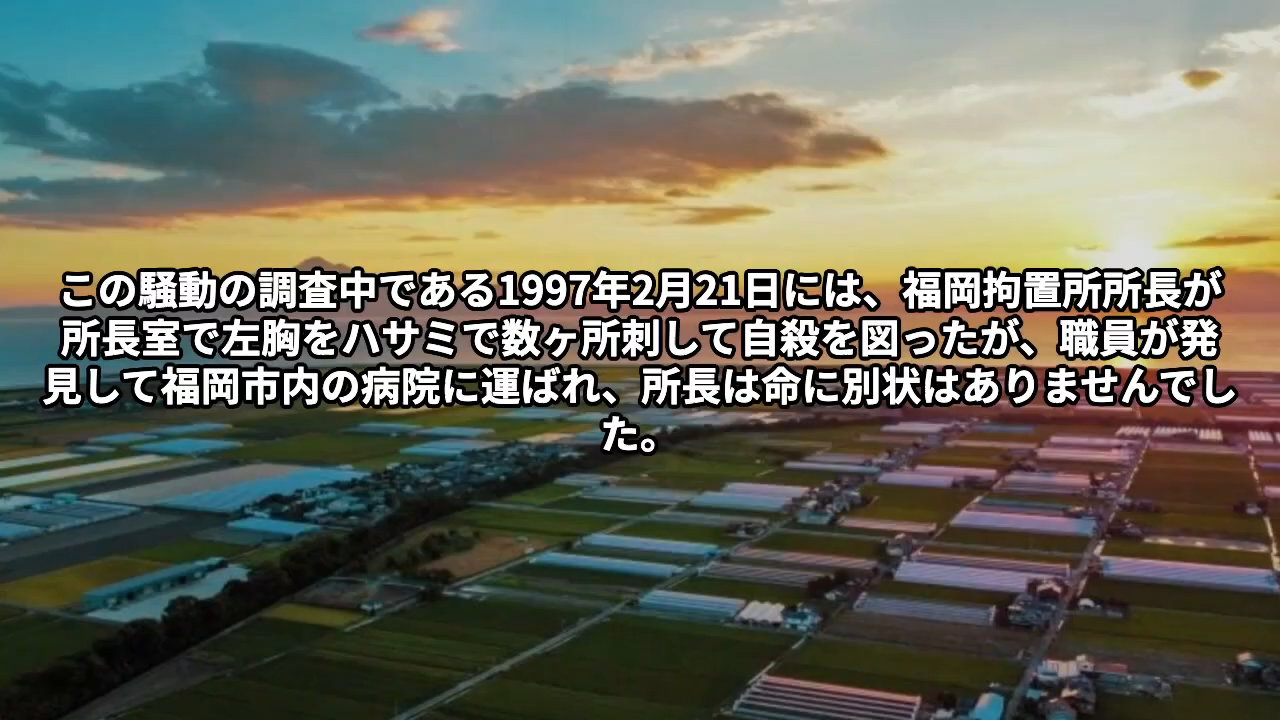 この騒動の調査中である1997年2月21日には、福岡拘置所所長が
所長室で左胸をハサミで数ヶ所刺して自殺を図ったが、職員が発
見して福岡市内の病院に運ばれ、所長は命に別状はありませんでし
た。